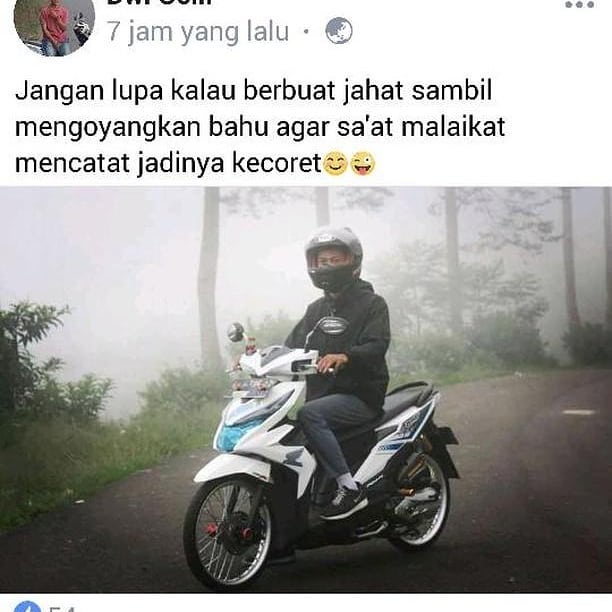 7 jam yang lalu ·
Jangan lupa kalau berbuat jahat sambil
mengoyangkan bahu agar sa'at malaikat
mencatat jadinya kecoret😊😜